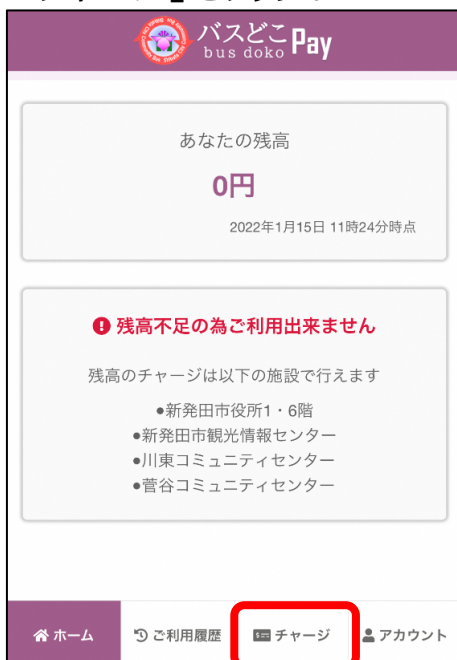 バスどこ Pay
bus doko
あなたの残高
0円
2022年1月15日 11時24分時点
残高不足の為ご利用出来ません
残高のチャージは以下の施設で行えます
●新発田市役所1・6階
●新発田市観光情報センター
●川東コミュニティセンター
●菅谷コミュニティセンター
ホーム ご利用履歴 チャージ アカウント